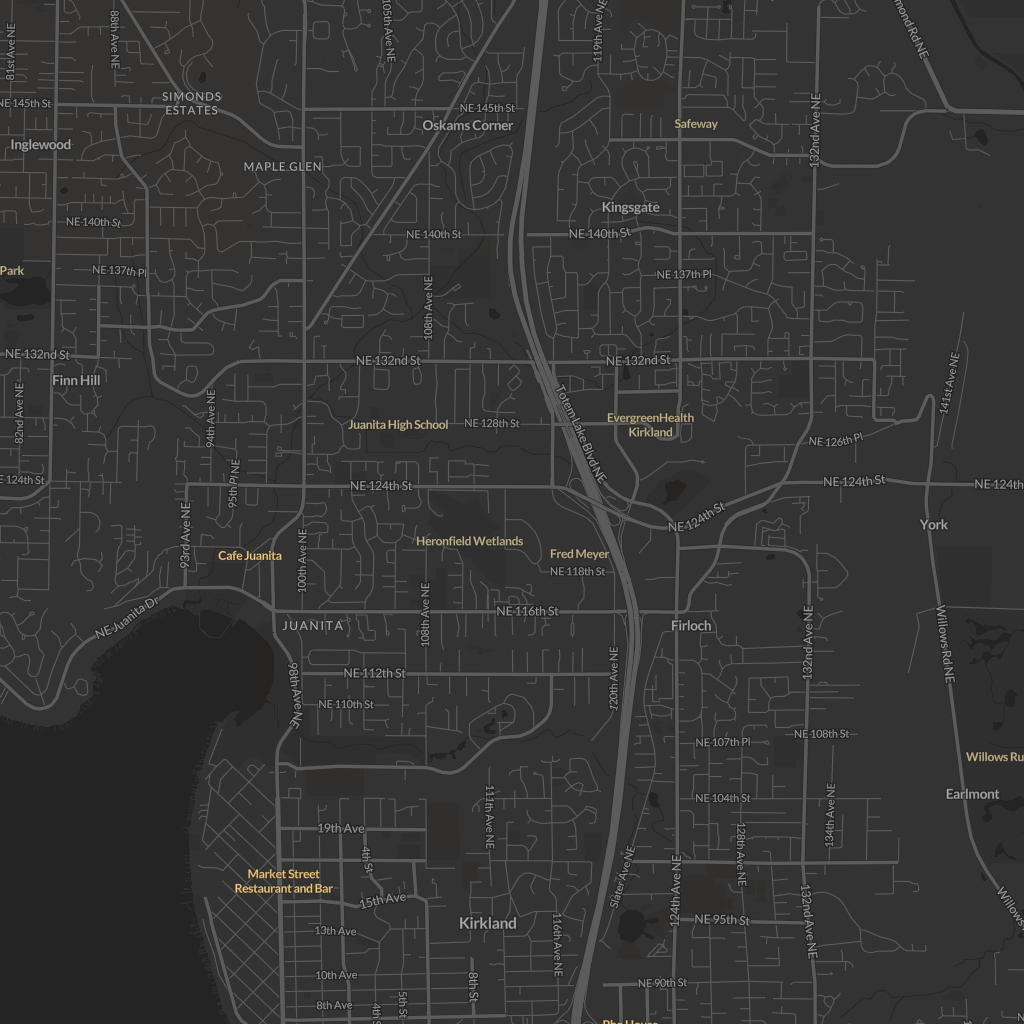 81st Ave NE
88th Ave NE
105th Ave NE
119th Ave NE
mond Rd NE
NE 145th St
SIMONDS
ESTATES
NE 145th St
Oskams Corner
Safeway
132nd Ave NE
Inglewood
MAPLE GLEN
Kingsgate
NE 140th St
NE 140th St
NE 140th St
Park
NE 137th Pl
NE 137th Pl
108th Ave NE
NE 132nd St
NE 132nd St
NE 132nd St
Finn Hill
82nd Ave NE
94th Ave NE
Totem Lake Blvd NE
141st Ave NE
Juanita High School
NE 128th St
EvergreenHealth
Kirkland
NE 126th Pl
E 124th St
95th Pl NE
NE 124th St
NE 124th St
NE 124th
NE 124th St
93rd Ave NE
York
Cafe Juanita
100th Ave NE
Heronfield Wetlands
Fred Meyer
NE 118th St
NE Juanita Dr
108th Ave NE
NE 116th St
JUANITA
Firloch
132nd Ave NE
Willows Rd NE
98th Ave NE
NE 112th St
120th Ave NE
NE 110th St
NE 107th Pl
NE 108th St
Willows Ru
NE 104th St
Earlmont
111th Ave NE
134th Ave NE
19th Ave
4th St
128th Ave NE
Market Street
Restaurant and Bar
Slater Ave NE
124th Ave NE
132nd Ave NE
15th Ave
Willows
Kirkland
NE 95th St
13th Ave
116th Ave NE
10th Ave
8th St
NE 90th St
8th Ave
4th S
5th St
Pho House